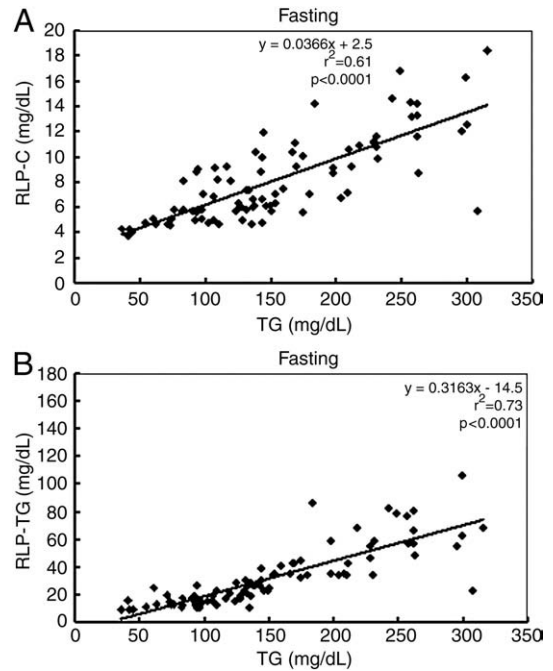 A
Fasting
y = 0.0366x + 2.5
r²=0.61
p<0.0001
20
18
16
14
12
10
8
6
4
2
0
RLP-C (mg/dL)
0 50 100 150 200 250 300 350
TG (mg/dL)
B
Fasting
y = 0.3163x - 14.5
r²=0.73
p<0.0001
180
160
140
120
100
80
60
40
20
0
RLP-TG (mg/dL)
0 50 100 150 200 250 300 350
TG (mg/dL)